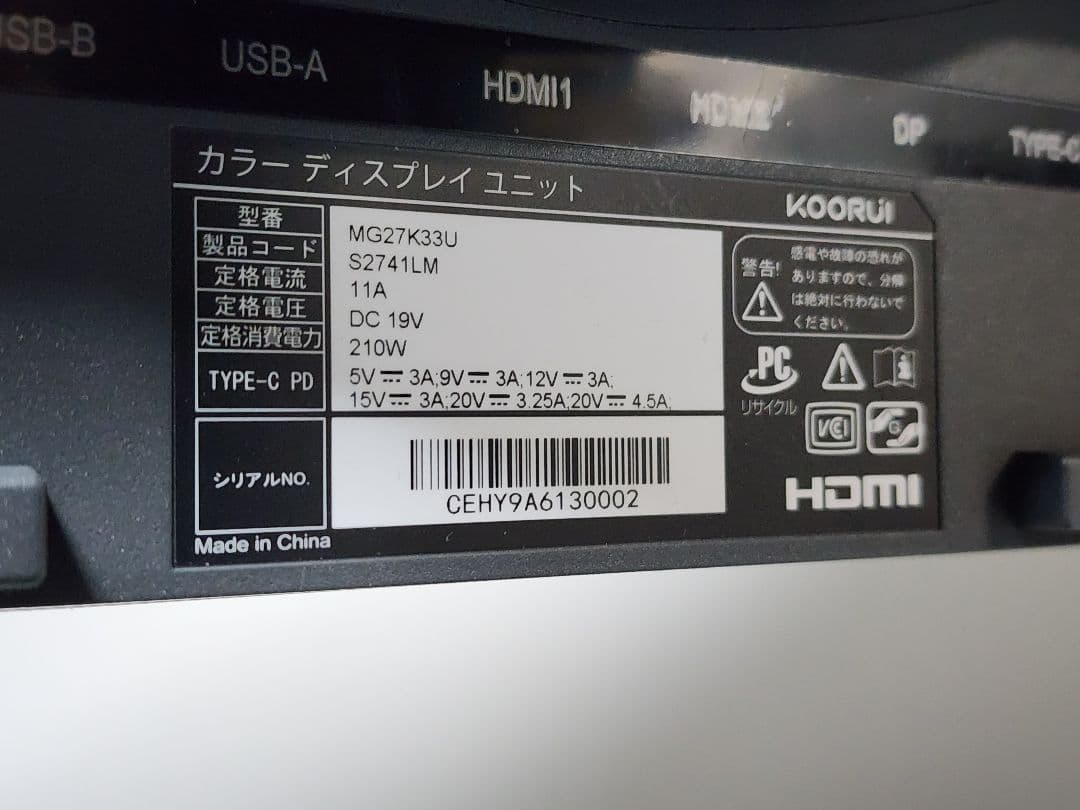 USB-B
USB-A
HDMI1
HDMI2
DP
TYPE-C
カラー ディスプレイ ユニット
KOORUI
型番 MG27K33U
製品コード S2741LM
定格電流 11A
定格電圧 DC 19V
定格消費電力 210W
TYPE-C PD 5V⎓3A;9V⎓3A;12V⎓3A;
15V⎓3A;20V⎓3.25A;20V⎓4.5A;
シリアルNO. CEHY9A6130002
Made in China
警告!
感電や故障の恐れが
ありますので、分解
は絶対に行わないで
ください。
PC
リサイクル
VCI
HDMI